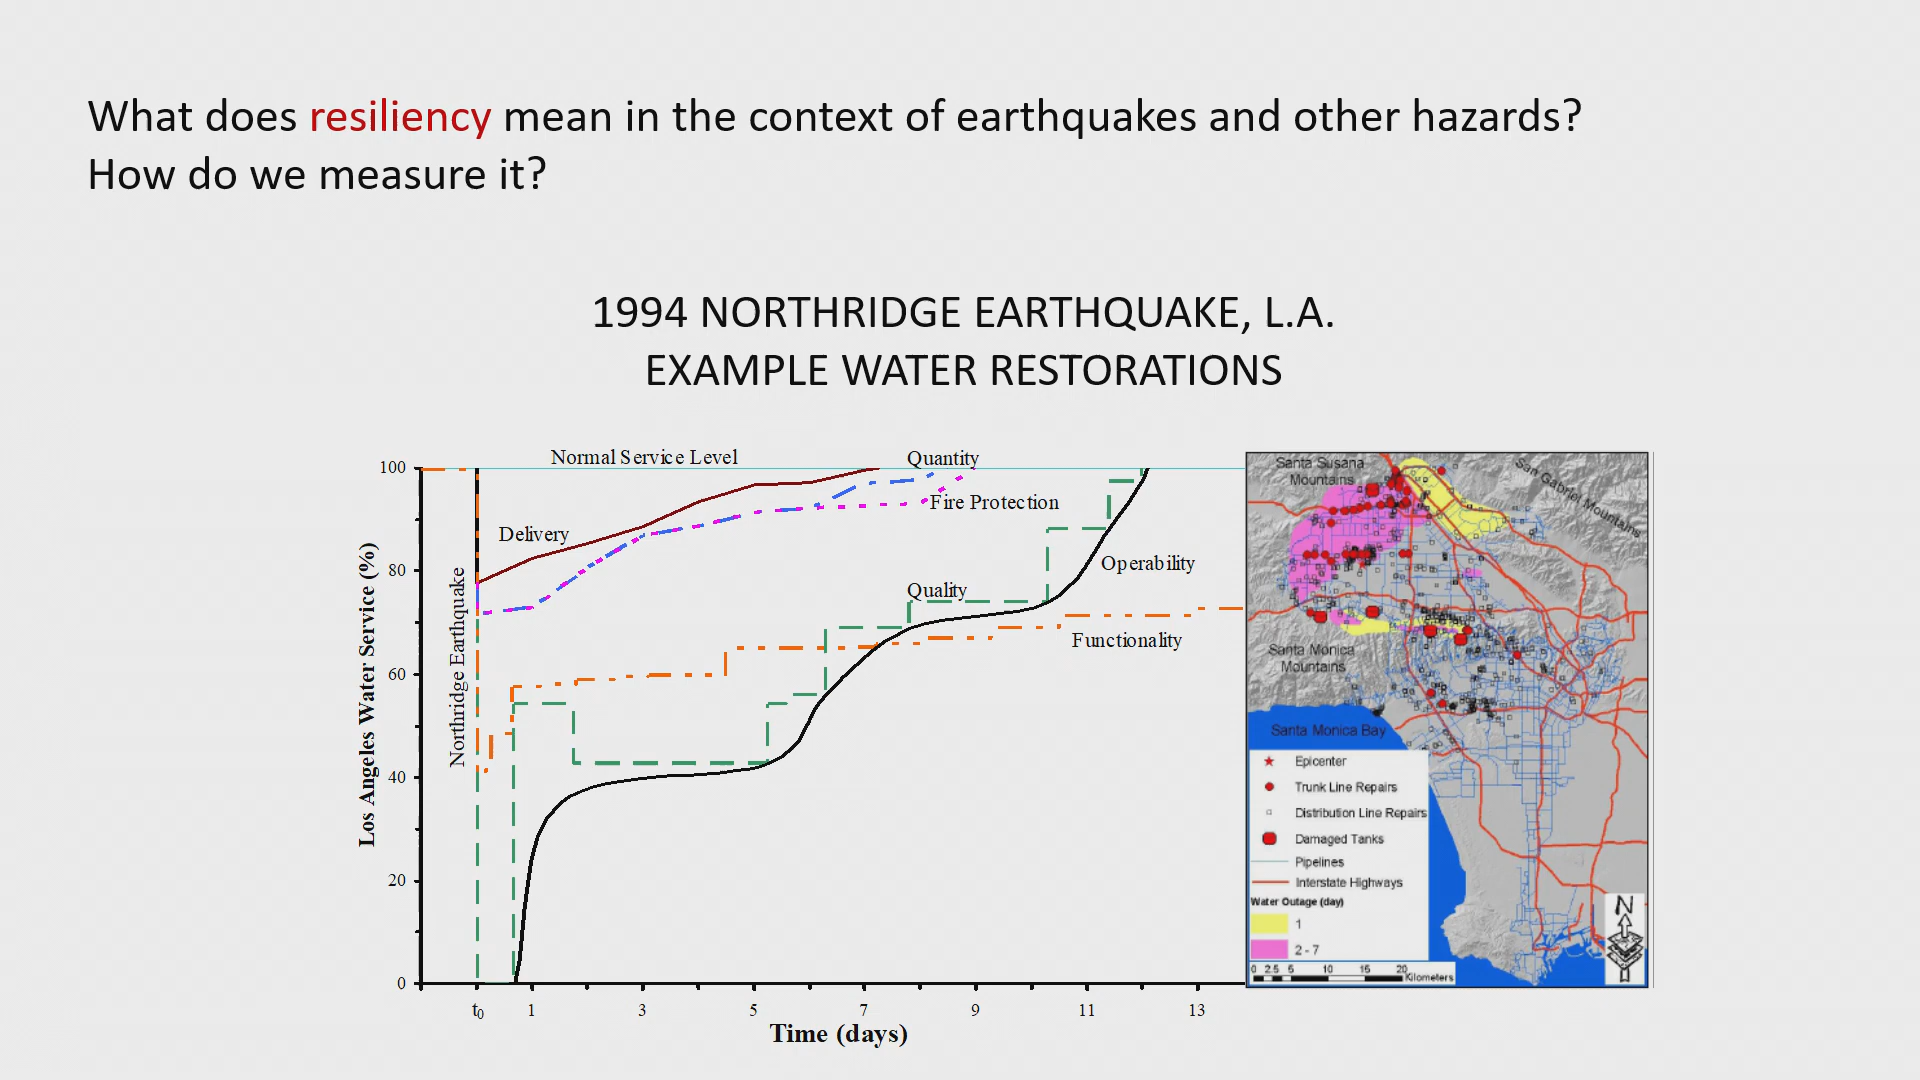 What does resiliency mean in the context of earthquakes and other hazards?
How do we measure it?
1994 NORTHRIDGE EARTHQUAKE, L.A.
EXAMPLE WATER RESTORATIONS
Los Angeles Water Service (%)
100
80
60
40
20
0
Northridge Earthquake
Normal Service Level
Quantity
Fire Protection
Delivery
Operability
Quality
Functionality
t0
1
3
5
7
9
11
13
Time (days)
Santa Susana
Mountains
San Gabriel Mountains
Santa Monica
Mountains
Santa Monica Bay
Epicenter
Trunk Line Repairs
Distribution Line Repairs
Damaged Tanks
Pipelines
Interstate Highways
Water Outage (day)
1
2 - 7
0 2.5 5 10 15 20
Kilometers
N